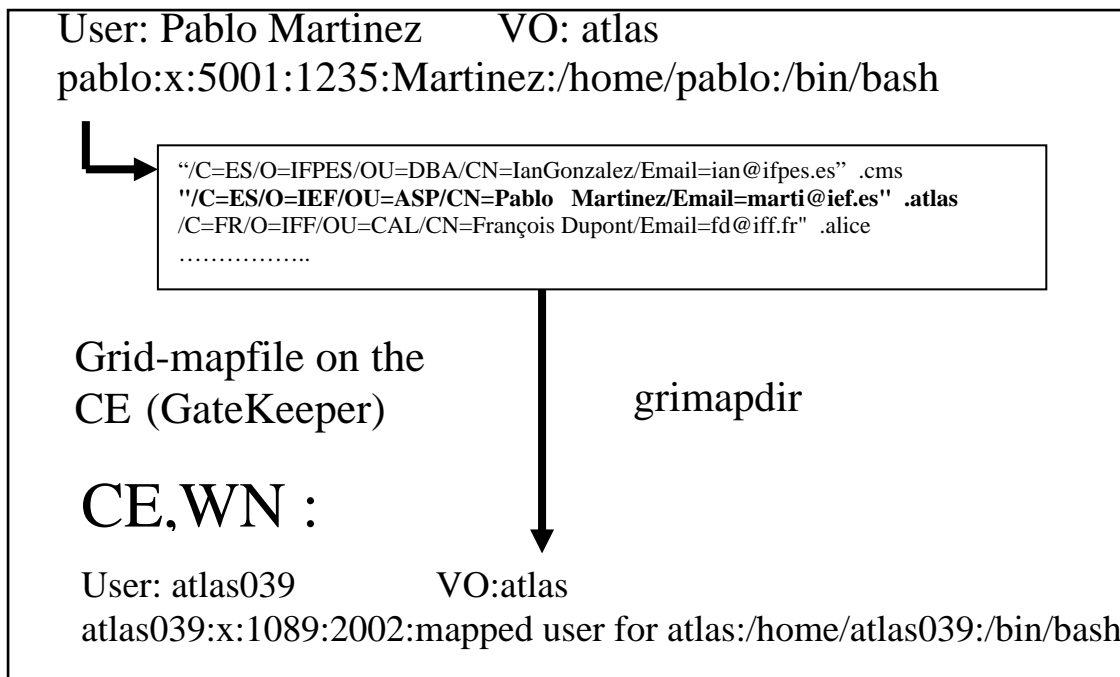 User: Pablo Martinez VO: atlas
pablo:x:5001:1235:Martinez:/home/pablo:/bin/bash
“/C=ES/O=IFPES/OU=DBA/CN=IanGonzalez/Email=ian@ifpes.es” .cms
"/C=ES/O=IEF/OU=ASP/CN=Pablo Martinez/Email=marti@ief.es" .atlas
/C=FR/O=IFF/OU=CAL/CN=François Dupont/Email=fd@iff.fr" .alice
……………..
Grid-mapfile on the
CE (GateKeeper)
grimapdir
CE,WN :
User: atlas039 VO:atlas
atlas039:x:1089:2002:mapped user for atlas:/home/atlas039:/bin/bash